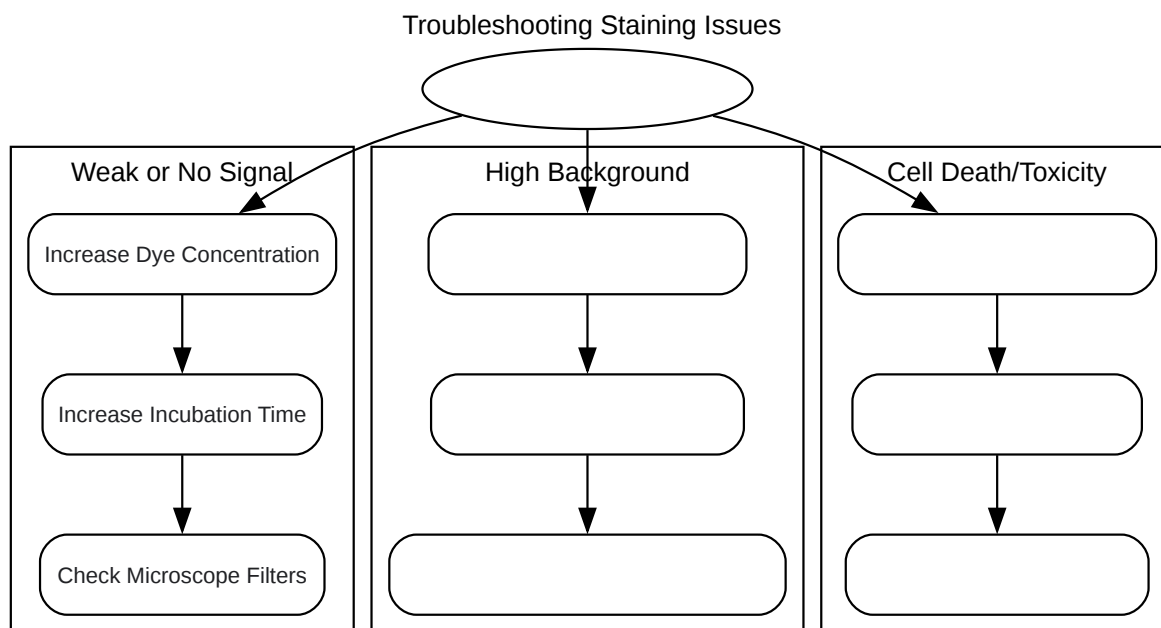 Troubleshooting Staining Issues
Weak or No Signal
High Background
Cell Death/Toxicity
Increase Dye Concentration
Increase Incubation Time
Check Microscope Filters